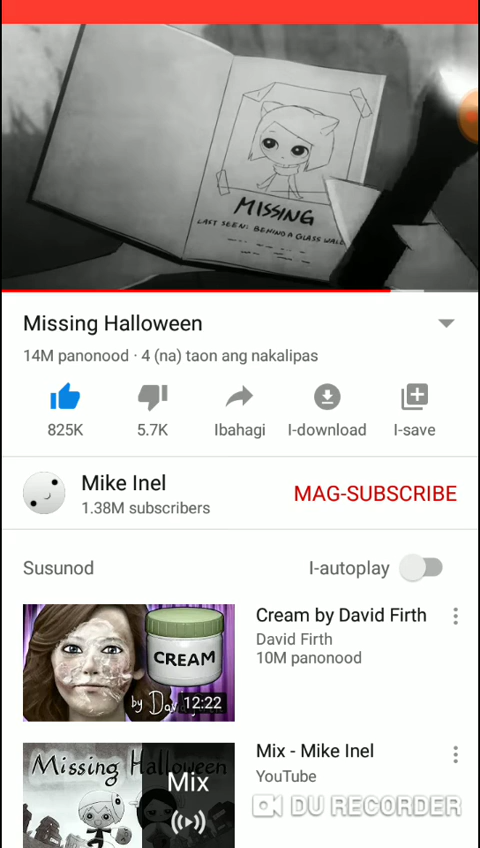 MISSING
LAST SEEN: BEHIND A GLASS WALL
Missing Halloween
14M panonood · 4 (na) taon ang nakalipas
825K
5.7K
Ibahagi
I-download
I-save
Mike Inel
1.38M subscribers
MAG-SUBSCRIBE
Susunod
I-autoplay
CREAM
by Dav
12:22
Cream by David Firth
David Firth
10M panonood
Missing Halloween
Mix
Mix - Mike Inel
YouTube
DU RECORDER